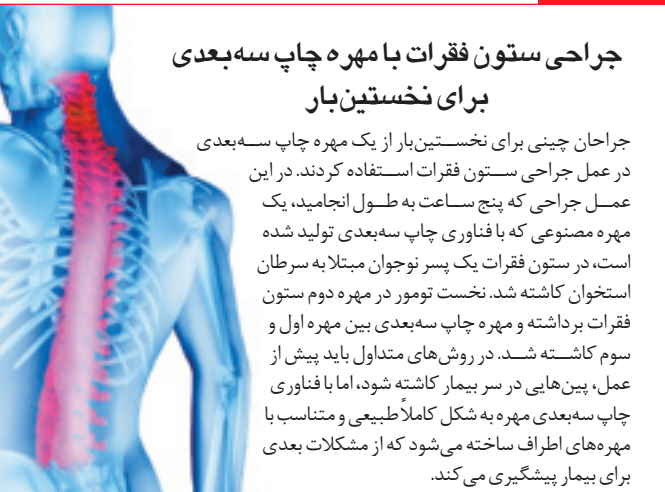 جراحی ستون فقرات با مهره چاپ سه‌بعدی
برای نخستین‌بار
جراحان چینی برای نخستین‌بار از یک مهره چاپ سه‌بعدی
در عمل جراحی ستون فقرات استفاده کردند. در این
عمل جراحی که پنج ساعت به طول انجامید، یک
مهره مصنوعی که با فناوری چاپ سه‌بعدی تولید شده
است، در ستون فقرات یک پسر نوجوان مبتلا به سرطان
استخوان کاشته شد. نخست تومور در مهره دوم ستون
فقرات برداشته و مهره چاپ سه‌بعدی بین مهره اول و
سوم کاشته شد. در روش‌های متداول باید پیش از
عمل، پین‌هایی در سر بیمار کاشته شود، اما با فناوری
چاپ سه‌بعدی مهره به شکل کاملاً طبیعی و متناسب با
مهره‌های اطراف ساخته می‌شود که از مشکلات بعدی
برای بیمار پیشگیری می‌کند.